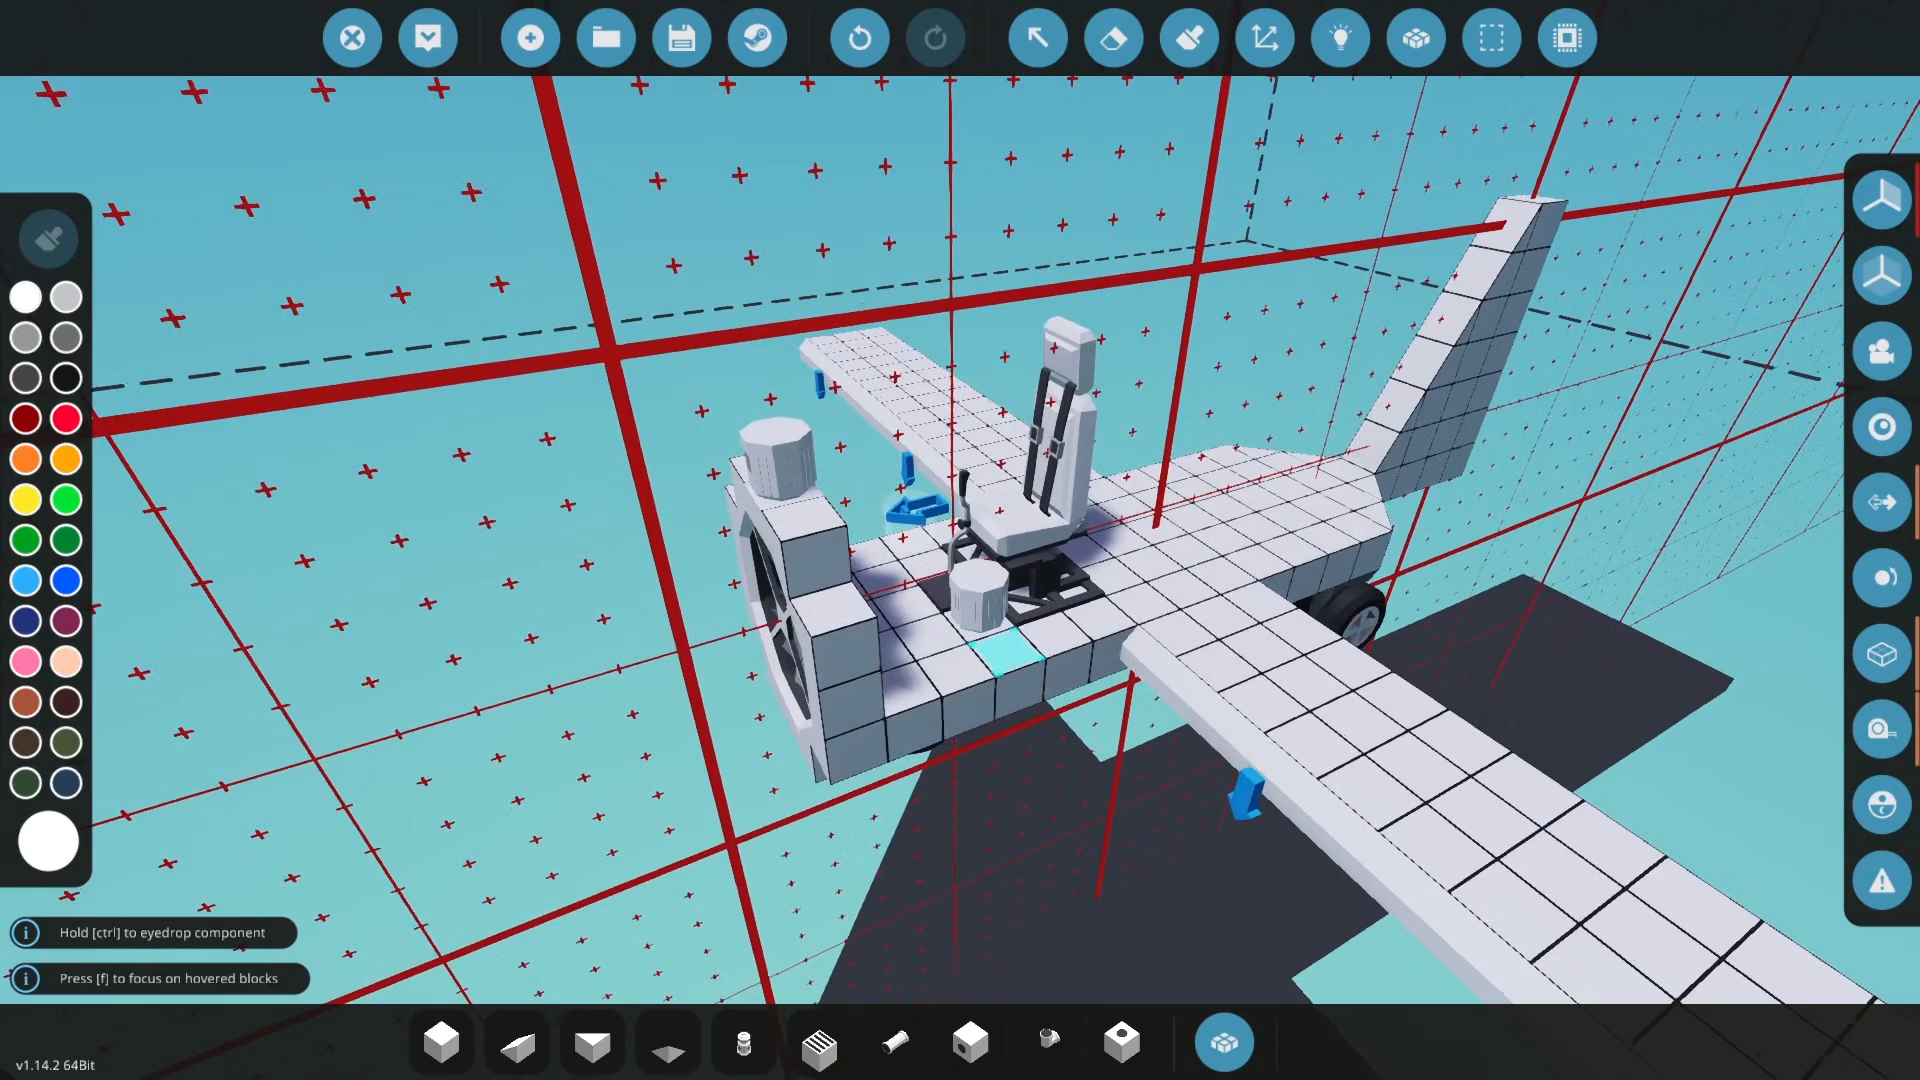 Hold [ctrl] to eyedrop component
Press [f] to focus on hovered blocks
v1.14.2 64Bit